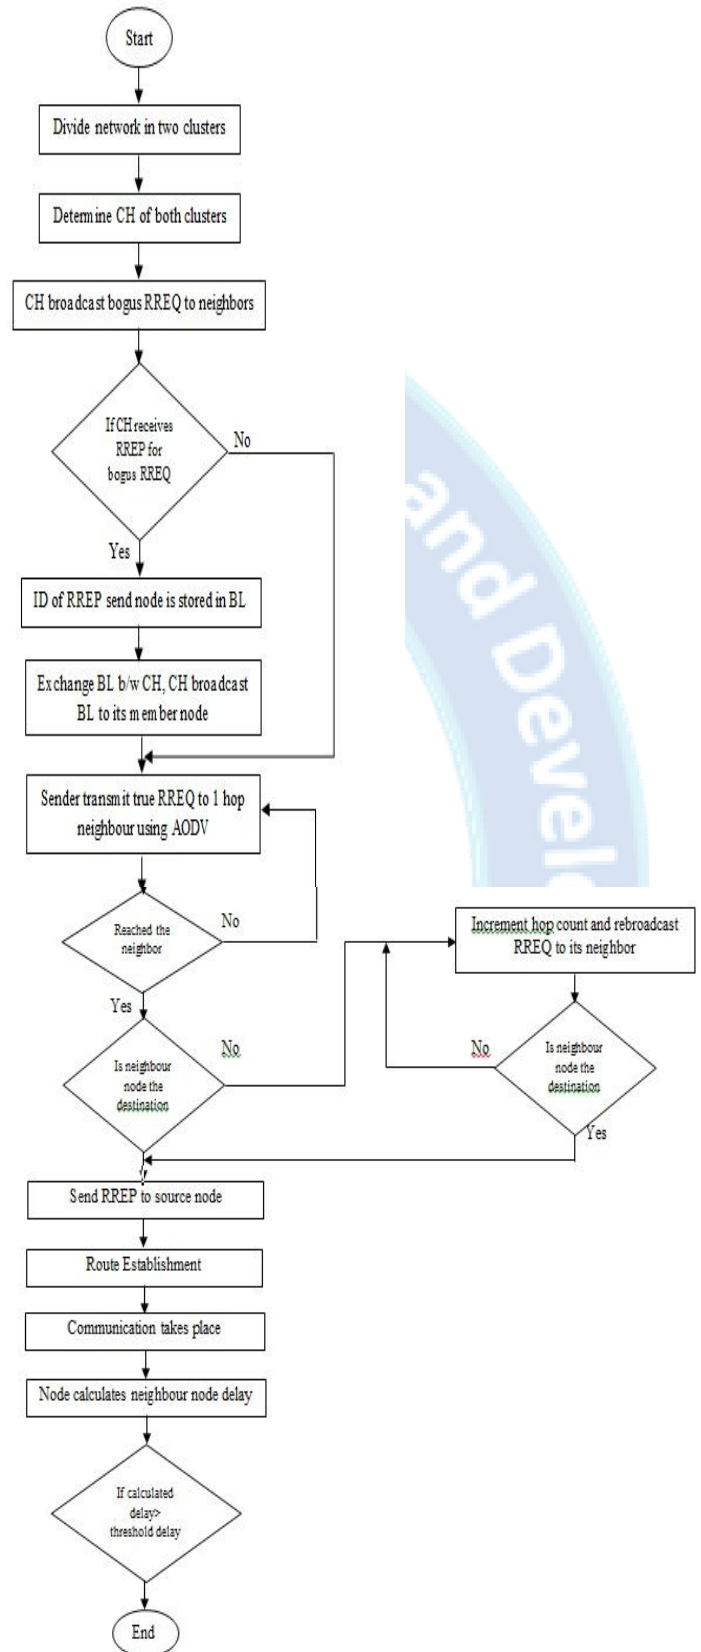 Start
Divide network in two clusters
Determine CH of both clusters
CH broadcast bogus RREQ to neighbors
If CH receives
RREP for
bogus RREQ
No
Yes
ID of RREP send node is stored in BL
Exchange BL b/w CH, CH broadcast
BL to its member node
Sender transmit true RREQ to 1 hop
neighbour using AODV
Reached the
neighbor
No
Yes
Is neighbour
node the
destination
No
Increment hop count and rebroadcast
RREQ to its neighbor
Is neighbour
node the
destination
No
Yes
Send RREP to source node
Route Establishment
Communication takes place
Node calculates neighbour node delay
If calculated
delay>
threshold delay
End
and Develo